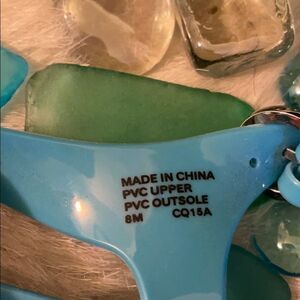 MADE IN CHINA
PVC UPPER
PVC OUTSOLE
8M CQ15A